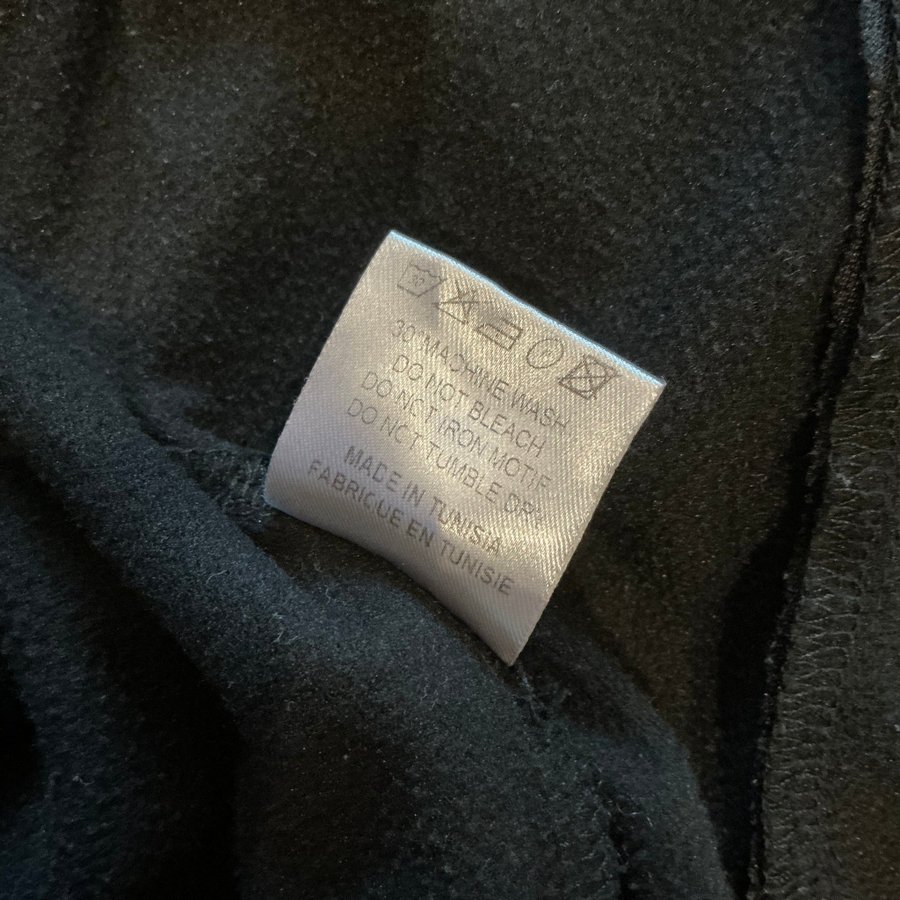 30
30° MACHINE WASH
DO NOT BLEACH
DO NOT IRON MOTIF
DO NOT TUMBLE DRY
MADE IN TUNISIA
FABRIQUE EN TUNISIE